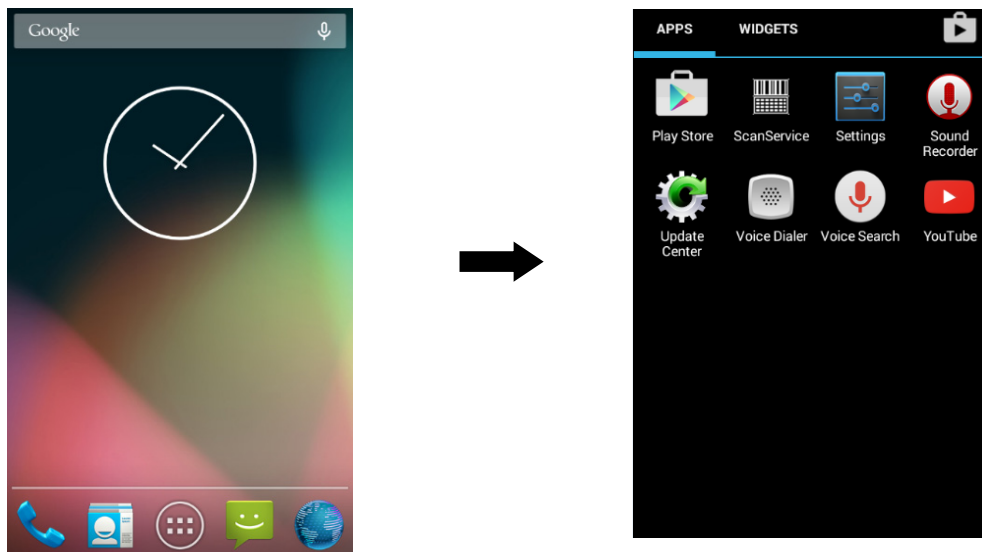 Google
APPS WIDGETS
Play Store ScanService Settings Sound
Recorder
Update
Center Voice Dialer Voice Search YouTube